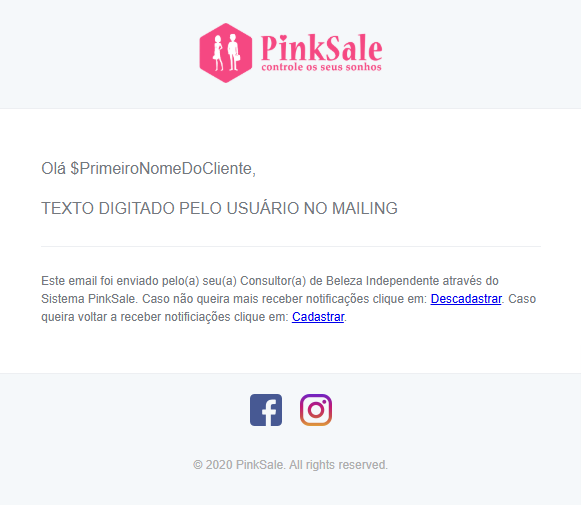 PinkSale
controle os seus sonhos
Olá $PrimeiroNomeDoCliente,
TEXTO DIGITADO PELO USUÁRIO NO MAILING
Este email foi enviado pelo(a) seu(a) Consultor(a) de Beleza Independente através do
Sistema PinkSale. Caso não queira mais receber notificações clique em: Descadastrar. Caso
queira voltar a receber notificiações clique em: Cadastrar.
© 2020 PinkSale. All rights reserved.